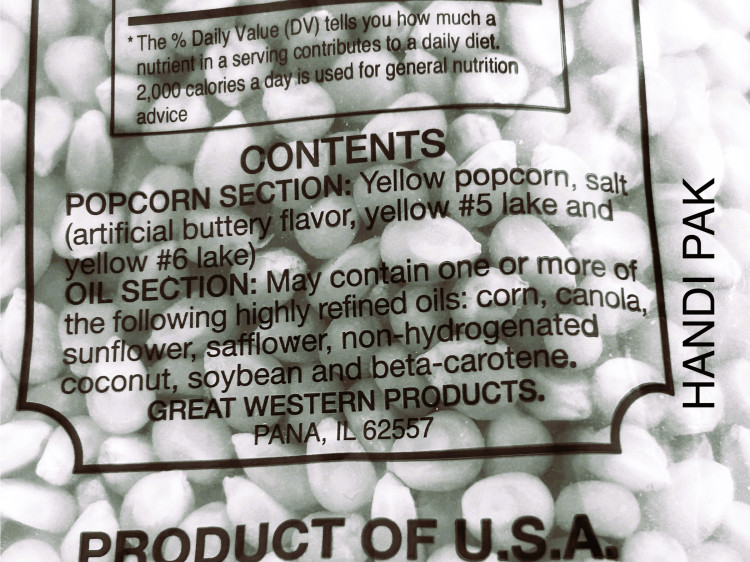 * The % Daily Value (DV) tells you how much a
nutrient in a serving contributes to a daily diet.
2,000 calories a day is used for general nutrition
advice
CONTENTS
POPCORN SECTION: Yellow popcorn, salt
(artificial buttery flavor, yellow #5 lake and
yellow #6 lake)
OIL SECTION: May contain one or more of
the following highly refined oils: corn, canola,
sunflower, safflower, non-hydrogenated
coconut, soybean and beta-carotene.
GREAT WESTERN PRODUCTS.
PANA, IL 62557
PRODUCT OF U.S.A.
HANDI PAK